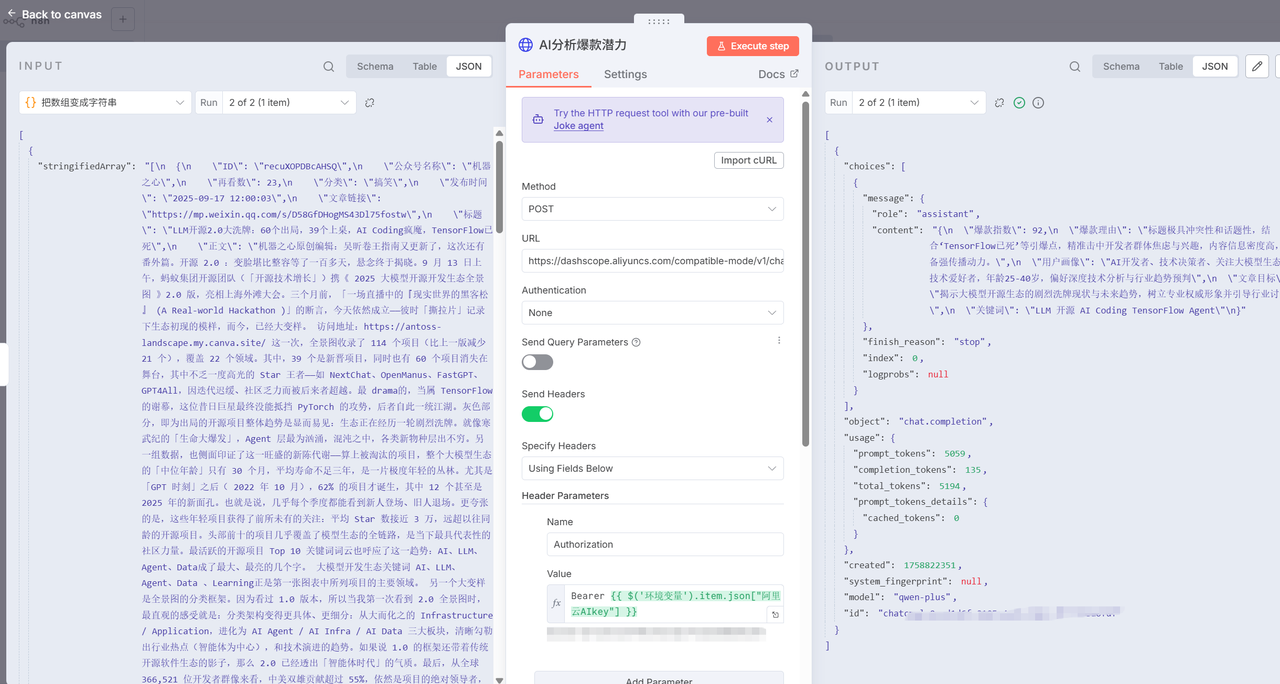 Back to canvas
INPUT
Schema
Table
JSON
把数组变成字符串
Run
2 of 2 (1 item)
[
{
"stringifiedArray": "[\n {\n \"ID\": \"recuXOPDBcAHSQ\",\n \"公众号名称\": \"机器
之心\",\n \"再看数\": 23,\n \"分类\": \"搞笑\",\n \"发布时间
\": \"2025-09-17 12:00:03\",\n \"文章链接\":
\"https://mp.weixin.qq.com/s/D58GfDHogMS43Dl75fostw\",\n \"标题
\": \"LLM开源2.0大洗牌：60个出局，39个上桌，AI Coding疯魔，TensorFlow已
死\",\n \"正文\": \"机器之心原创编辑：吴昕卷王指南又更新了，这次还有
番外篇。开源 2.0 ：变脸堪比整容等了一百多天，悬念终于揭晓。9 月 13 日上
午，蚂蚁集团开源团队（「开源技术增长」）携《 2025 大模型开源开发生态全景
图 》2.0 版，亮相上海外滩大会。三个月前，「一场直播中的『现实世界的黑客松
』 (A Real-world Hackathon )」的断言，今天依然成立—彼时「撕拉片」记录
下生态初现的模样，而今，已经大变样。 访问地址：https://antoss-
landscape.my.canva.site/ 这一次，全景图收录了 114 个项目（比上一版减少
21 个），覆盖 22 个领域。其中，39 个是新晋项目，同时也有 60 个项目消失在
舞台，其中不乏一度高光的 Star 王者—如 NextChat、OpenManus、FastGPT、
GPT4All，因迭代迟缓、社区乏力而被后来者超越。最 drama的，当属 TensorFlow
的谢幕，这位昔日巨星最终没能抵挡 PyTorch 的攻势，后者自此一统江湖。灰色部
分，即为出局的开源项目整体趋势是显而易见：生态正在经历一轮剧烈洗牌。就像寒
武纪的「生命大爆发」，Agent 层最为汹涌，混沌之中，各类新物种层出不穷。另
一组数据，也侧面印证了这一旺盛的新陈代谢—算上被淘汰的项目，整个大模型生态
的「中位年龄」只有 30 个月，平均寿命不足三年，是一片极度年轻的丛林。尤其是
「GPT 时刻」之后（ 2022 年 10 月），62% 的项目才诞生，其中 12 个甚至是
2025 年的新面孔。也就是说，几乎每个季度都能看到新人登场、旧人退场。更夸张
的是，这些年轻项目获得了前所未有的关注：平均 Star 数接近 3 万，远超以往同
龄的开源项目。头部前十的项目几乎覆盖了模型生态的全链路，是当下最具代表性的
社区力量。最活跃的开源项目 Top 10 关键词词云也呼应了这一趋势：AI、LLM、
Agent、Data成了最大、最亮的几个字。 大模型开发生态关键词 AI、LLM、
Agent、Data 、Learning正是第一张图表中所列项目的主要领域。 另一个大变样
是全景图的分类框架。因为看过 1.0 版本，所以当我第一次看到 2.0 全景图时，
最直观的感受就是：分类架构变得更具体、更细分；从大而化之的 Infrastructure
/ Application，进化为 AI Agent / AI Infra / AI Data 三大板块，清晰勾勒
出行业热点（智能体为中心），和技术演进的趋势。如果说 1.0 的框架还带着传统
开源软件生态的影子，那么 2.0 已经透出「智能体时代」的气质。最后，从全球
366,521 位开发者群像来看，中美双雄贡献超过 55%，依然是项目的绝对领导者，
AI分析爆款潜力
Execute step
Parameters
Settings
Docs
Try the HTTP request tool with our pre-built
Joke agent
Import cURL
Method
POST
URL
https://dashscope.aliyuncs.com/compatible-mode/v1/cha
Authentication
None
Send Query Parameters
Send Headers
Specify Headers
Using Fields Below
Header Parameters
Name
Authorization
Value
fx
Bearer {{ $('环境变量').item.json["阿里
云AIkey"] }}
Add Parameter
OUTPUT
Schema
Table
JSON
Run
2 of 2 (1 item)
[
{
"choices": [
{
"message": {
"role": "assistant",
"content": "{\n \"爆款指数\": 92,\n \"爆款理由\": \"标题极具冲突性和话题性，结
合‘TensorFlow已死’等引爆点，精准击中开发者群体焦虑与兴趣，内容信息密度高，
备强传播动力。\",\n \"用户画像\": \"AI开发者、技术决策者、关注大模型生态
技术爱好者，年龄25-40岁，偏好深度技术分析与行业趋势预判\",\n \"文章目标\
\"揭示大模型开源生态的剧烈洗牌现状与未来趋势，树立专业权威形象并引导行业讨
\",\n \"关键词\": \"LLM 开源 AI Coding TensorFlow Agent\"\n}"
},
"finish_reason": "stop",
"index": 0,
"logprobs": null
}
],
"object": "chat.completion",
"usage": {
"prompt_tokens": 5059,
"completion_tokens": 135,
"total_tokens": 5194,
"prompt_tokens_details": {
"cached_tokens": 0
}
},
"created": 1758822351,
"system_fingerprint": null,
"model": "qwen-plus",
"id":
}
]